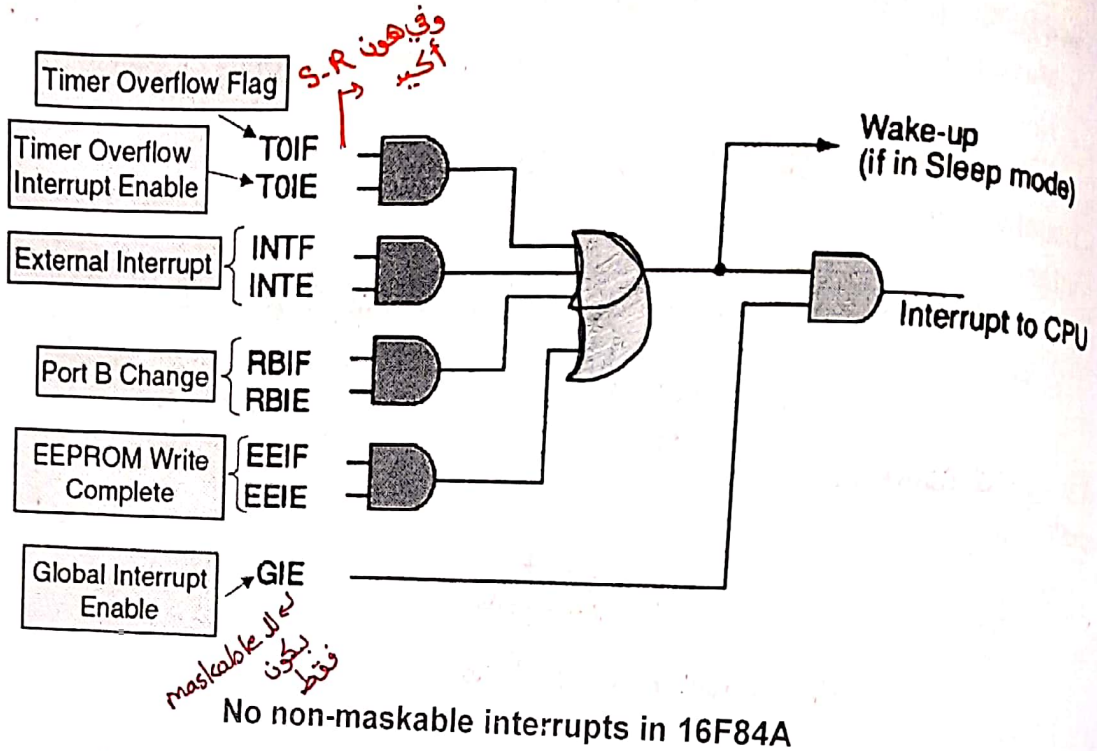 وفي هون S-R
أكيد
Timer Overflow Flag
TOIF
Timer Overflow
Interrupt Enable
TOIE
External Interrupt
INTF
INTE
Port B Change
RBIF
RBIE
EEPROM Write
Complete
EEIF
EEIE
Global Interrupt
Enable
GIE
Wake-up
(if in Sleep mode)
Interrupt to CPU
لل maskable
بكون
فقط
No non-maskable interrupts in 16F84A